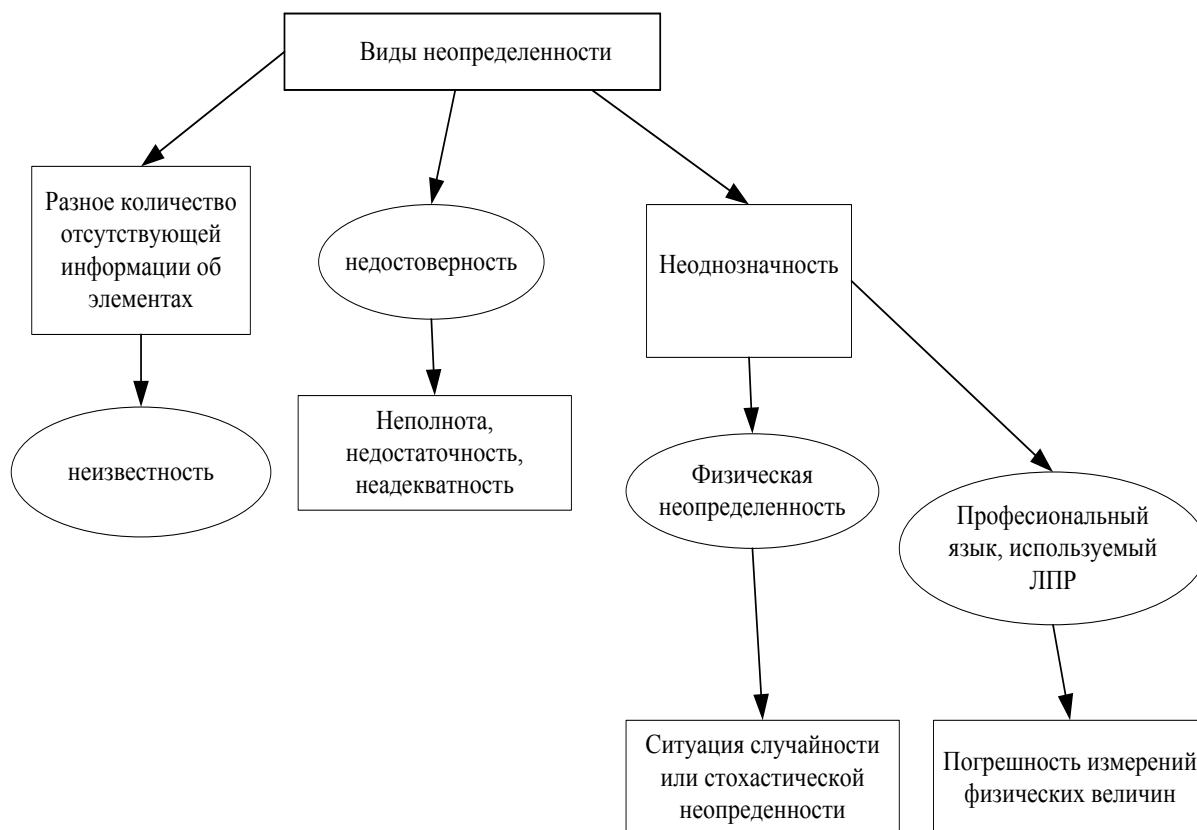 Виды неопределенности
Разное количество
отсутствующей
информации об
элементах
недостоверность
Неоднозначность
неизвестность
Неполнота,
недостаточность,
неадекватность
Физическая
неопределенность
Професиональный
язык, используемый
ЛПР
Ситуация случайности
или стохастической
неопреденности
Погрешность измерений
физических величин